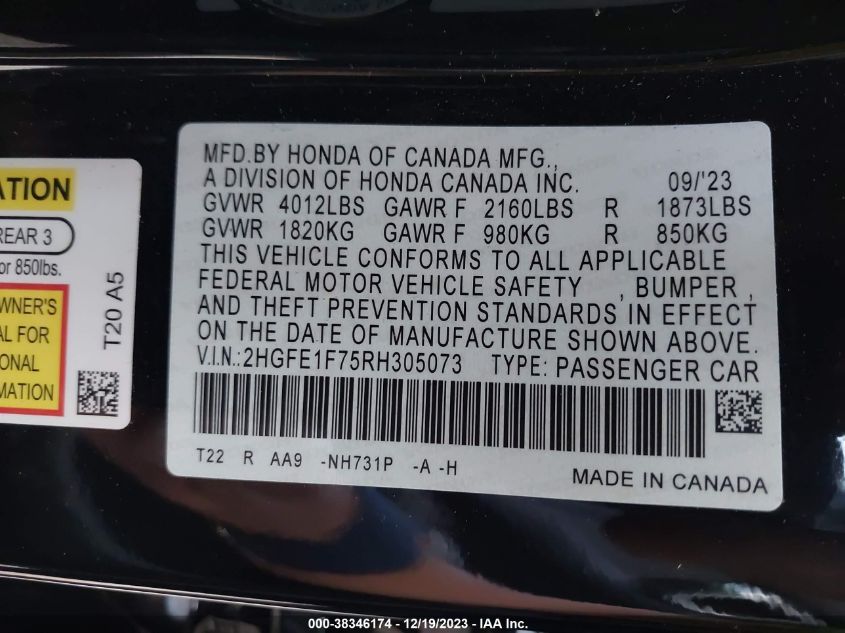 MFD.BY HONDA OF CANADA MFG.,
A DIVISION OF HONDA CANADA INC. 09/'23
GVWR 4012LBS GAWR F 2160LBS R 1873LBS
GVWR 1820KG GAWR F 980KG R 850KG
THIS VEHICLE CONFORMS TO ALL APPLICABLE
FEDERAL MOTOR VEHICLE SAFETY , BUMPER ,
AND THEFT PREVENTION STANDARDS IN EFFECT
ON THE DATE OF MANUFACTURE SHOWN ABOVE.
V.I.N.:2HGFE1F75RH305073 TYPE: PASSENGER CAR
T22 R AA9 -NH731P -A -H
MADE IN CANADA
ATION
REAR 3
or 850lbs.
OWNER'S
AL FOR
IONAL
RMATION
T20 A5
000-38346174 - 12/19/2023 - IAA Inc.